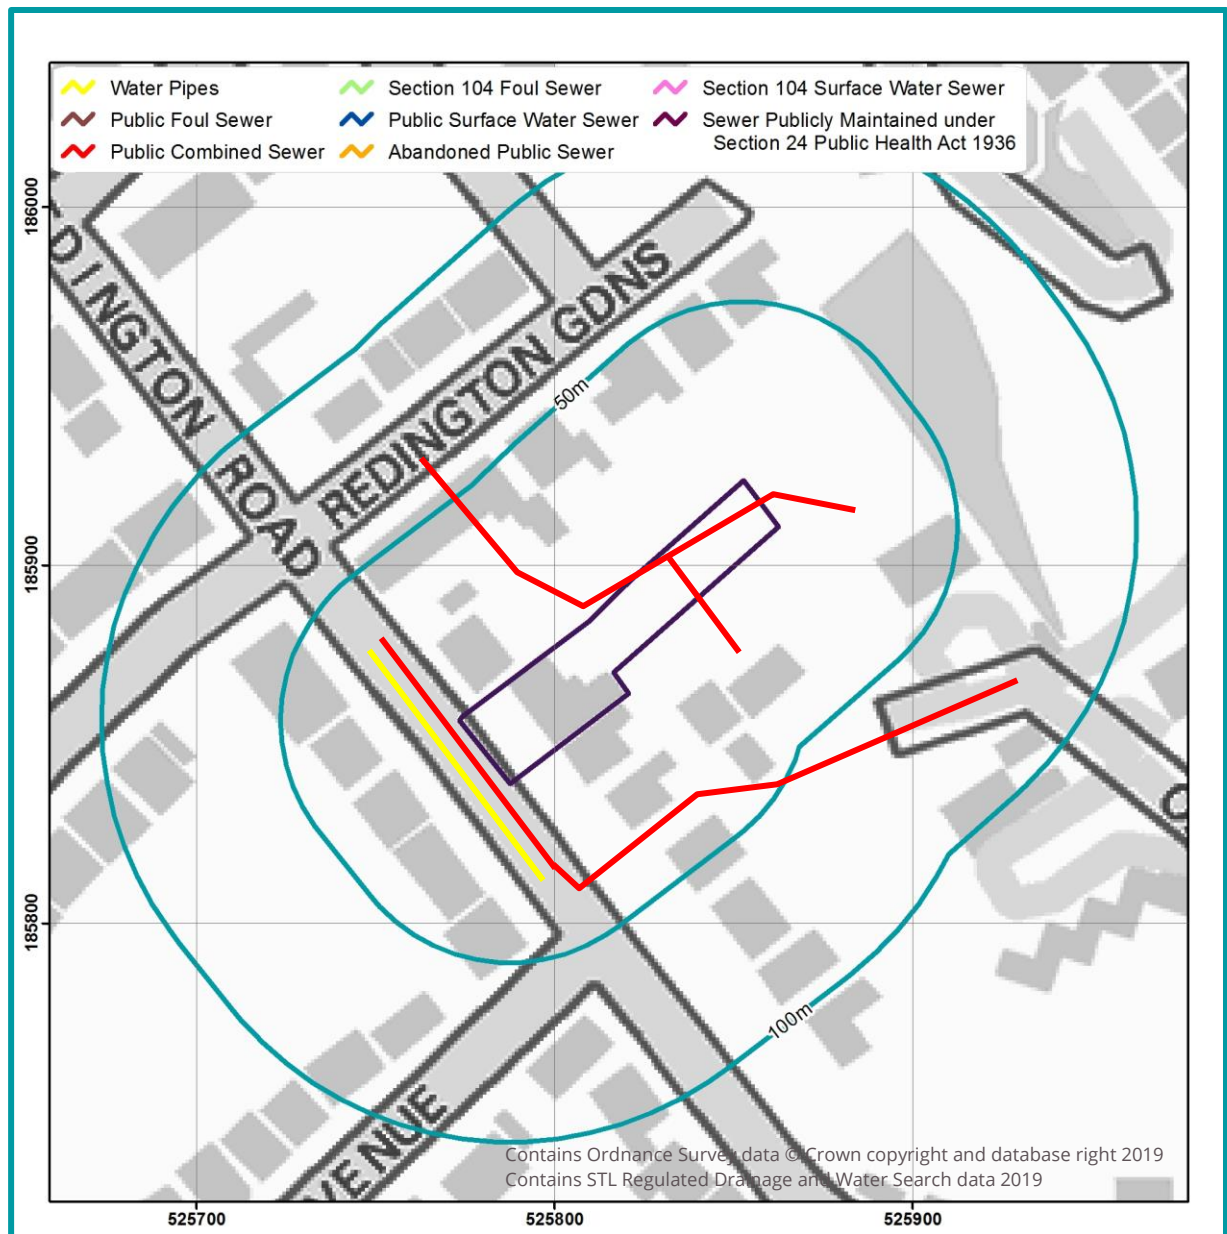 Water Pipes
Section 104 Foul Sewer
Section 104 Surface Water Sewer
Public Foul Sewer
Public Surface Water Sewer
Sewer Publicly Maintained under
Section 24 Public Health Act 1936
Public Combined Sewer
Abandoned Public Sewer
186000
DINGTON ROAD
REDINGTON GDNS
50m
185900
185800
100m
VENUE
Contains Ordnance Survey data © Crown copyright and database right 2019
Contains STL Regulated Drainage and Water Search data 2019
525700
525800
525900